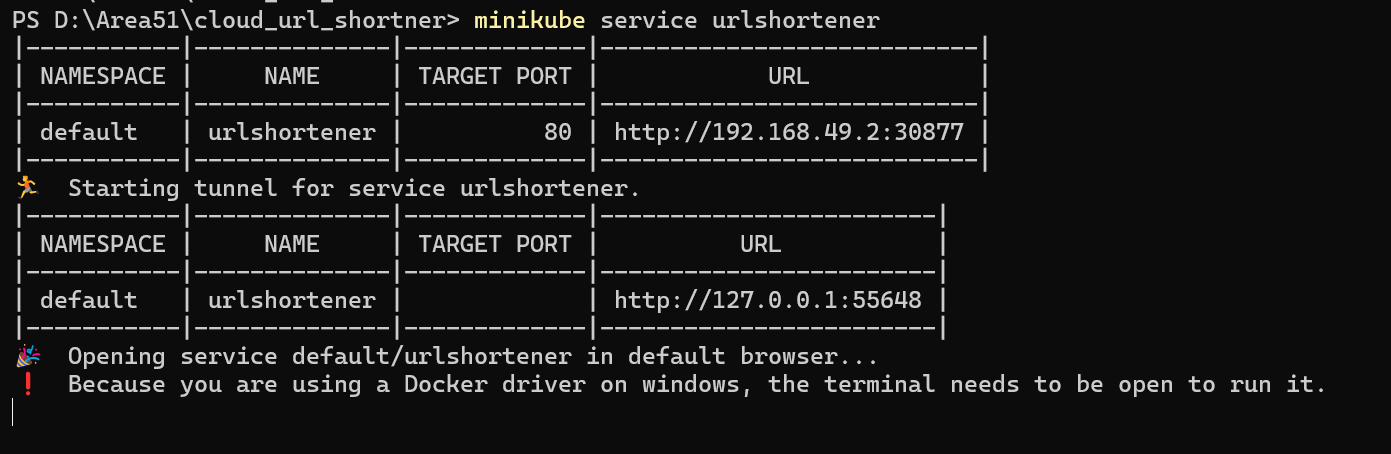 PS D:\Area51\cloud_url_shortner> minikube service urlshortener
|-----------|--------------|-------------|---------------------------|
| NAMESPACE |     NAME     | TARGET PORT |            URL            |
|-----------|--------------|-------------|---------------------------|
| default   | urlshortener |          80 | http://192.168.49.2:30877 |
|-----------|--------------|-------------|---------------------------|
🏃  Starting tunnel for service urlshortener.
|-----------|--------------|-------------|------------------------|
| NAMESPACE |     NAME     | TARGET PORT |          URL           |
|-----------|--------------|-------------|------------------------|
| default   | urlshortener |             | http://127.0.0.1:55648 |
|-----------|--------------|-------------|------------------------|
🎉  Opening service default/urlshortener in default browser...
❗  Because you are using a Docker driver on windows, the terminal needs to be open to run it.